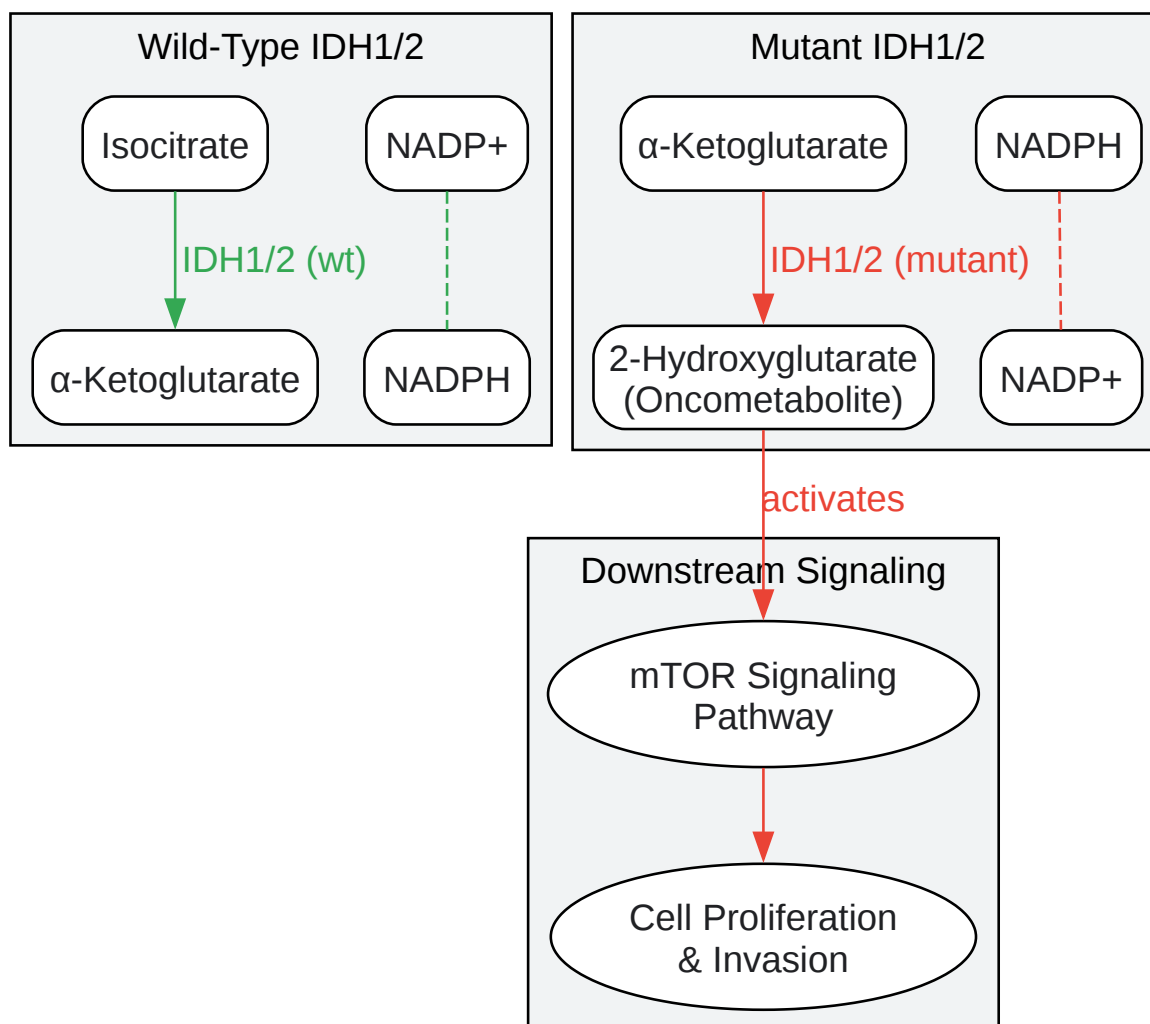 Wild-Type IDH1/2
Isocitrate
NADP+
IDH1/2 (wt)
α-Ketoglutarate
NADPH
Mutant IDH1/2
α-Ketoglutarate
NADPH
IDH1/2 (mutant)
2-Hydroxyglutarate
(Oncometabolite)
NADP+
activates
Downstream Signaling
mTOR Signaling
Pathway
Cell Proliferation
& Invasion